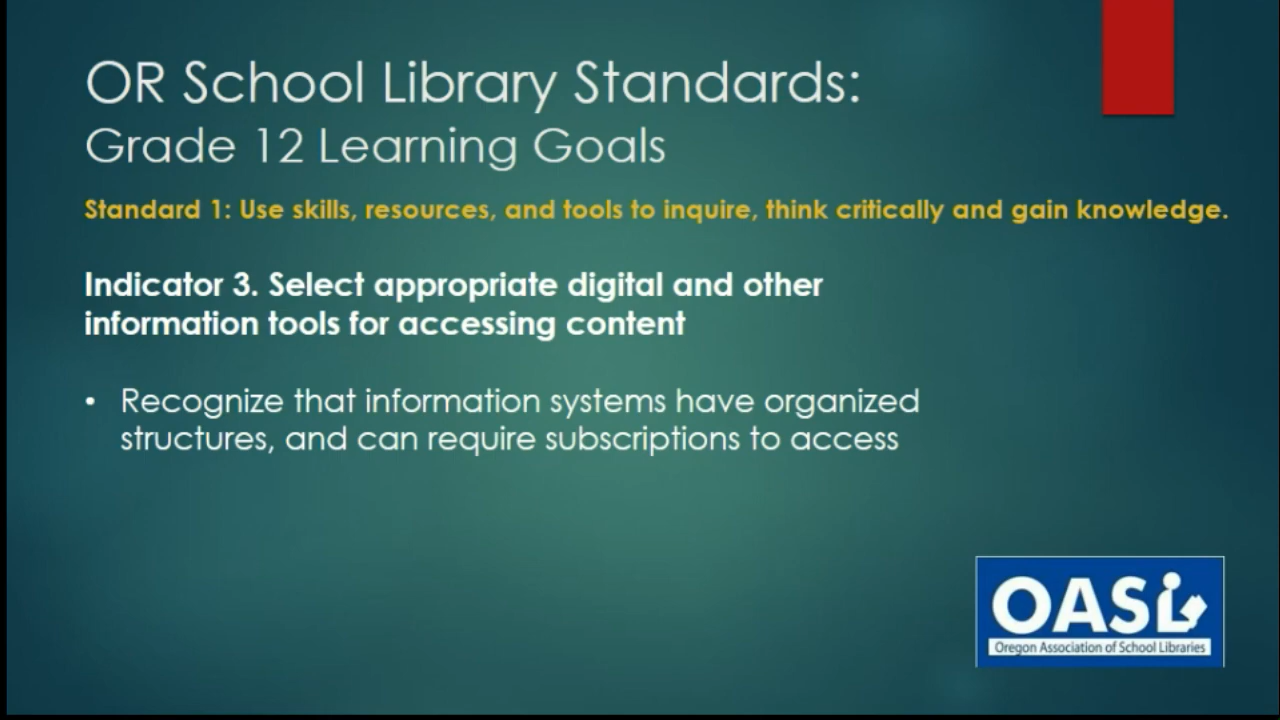 OR School Library Standards:
Grade 12 Learning Goals
Standard 1: Use skills, resources, and tools to inquire, think critically and gain knowledge.
Indicator 3. Select appropriate digital and other
information tools for accessing content
• Recognize that information systems have organized
structures, and can require subscriptions to access
OASL
Oregon Association of School Libraries